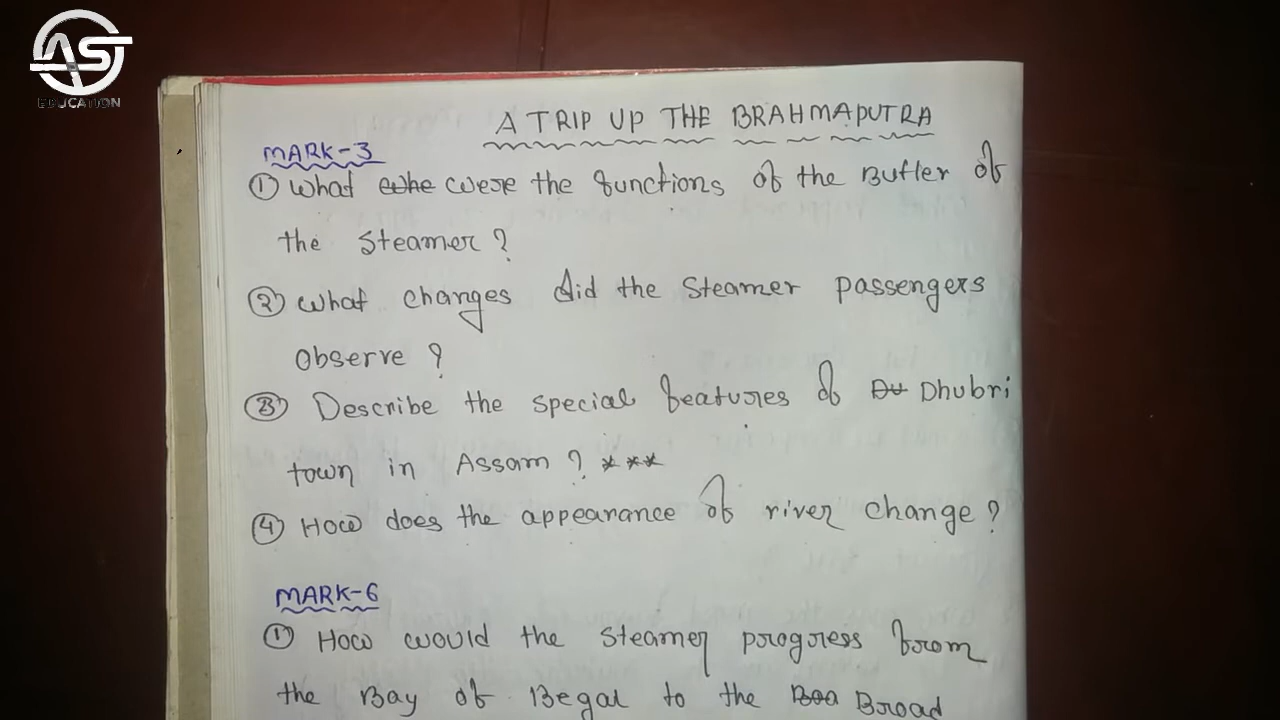 AS
EDUCATION
A TRIP UP THE BRAHMAPUTRA
MARK-3
① What were the functions of the Butler of
the Steamer?
② What changes did the steamer passengers
observe?
③ Describe the special features of Dhubri
town in Assam? ***
④ How does the appearance of river change?
MARK-6
① How would the steamer progress from
the Bay of Begal to the Broad